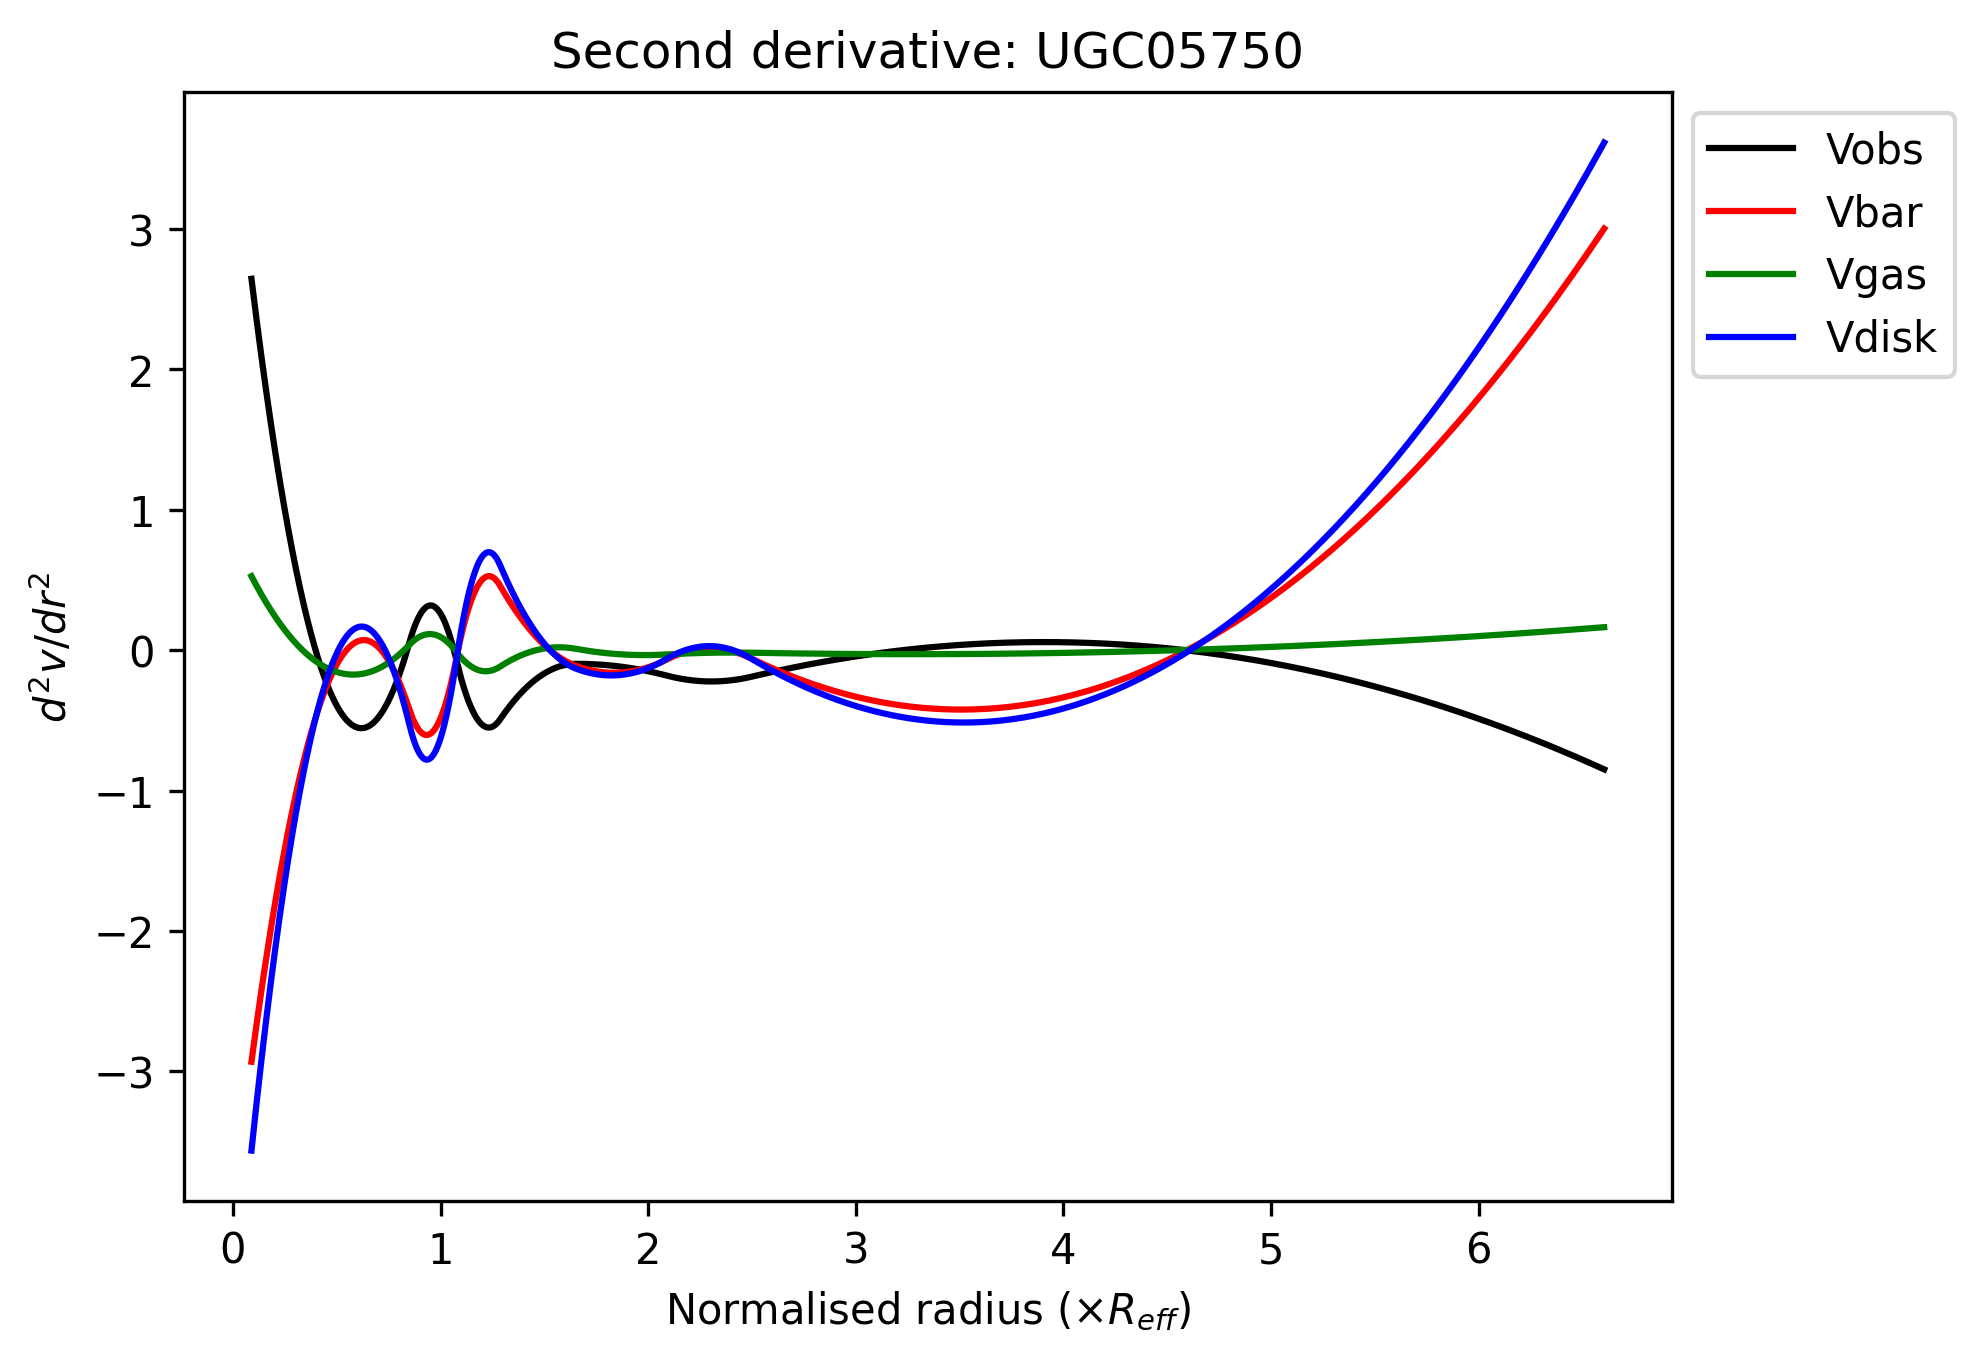 Second derivative: UGC05750
Vobs
Vbar
Vgas
Vdisk
d²v/dr²
3
2
1
0
−1
−2
−3
0 1 2 3 4 5 6
Normalised radius (×R_eff)